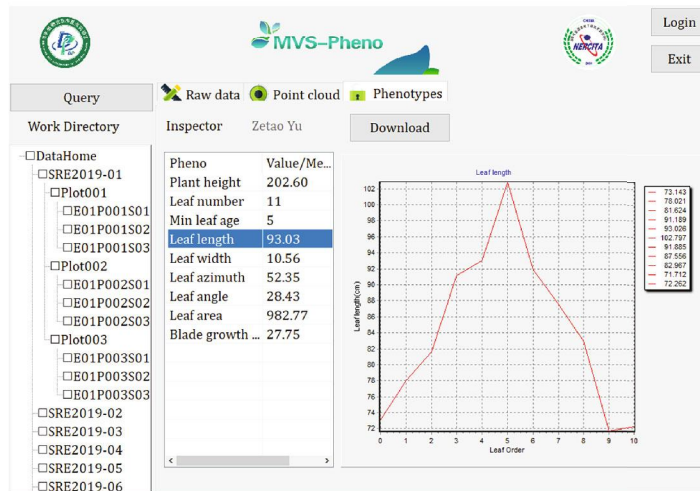 MVS-Pheno
NERCITA
Login
Exit
Query
Raw data
Point cloud
Phenotypes
Work Directory
Inspector Zetao Yu
Download
DataHome
SRE2019-01
Plot001
E01P001S01
E01P001S02
E01P001S03
Plot002
E01P002S01
E01P002S02
E01P002S03
Plot003
E01P003S01
E01P003S02
E01P003S03
SRE2019-02
SRE2019-03
SRE2019-04
SRE2019-05
SRE2019-06
Pheno Value/Me...
Plant height 202.60
Leaf number 11
Min leaf age 5
Leaf length 93.03
Leaf width 10.56
Leaf azimuth 52.35
Leaf angle 28.43
Leaf area 982.77
Blade growth ... 27.75
Leaf length
102
100
98
96
94
92
90
88
86
84
82
80
78
76
74
72
Leaf length(cm)
0 1 2 3 4 5 6 7 8 9 10
Leaf Order
73.143
78.021
81.624
91.189
93.026
102.797
91.885
87.556
82.967
71.712
72.262